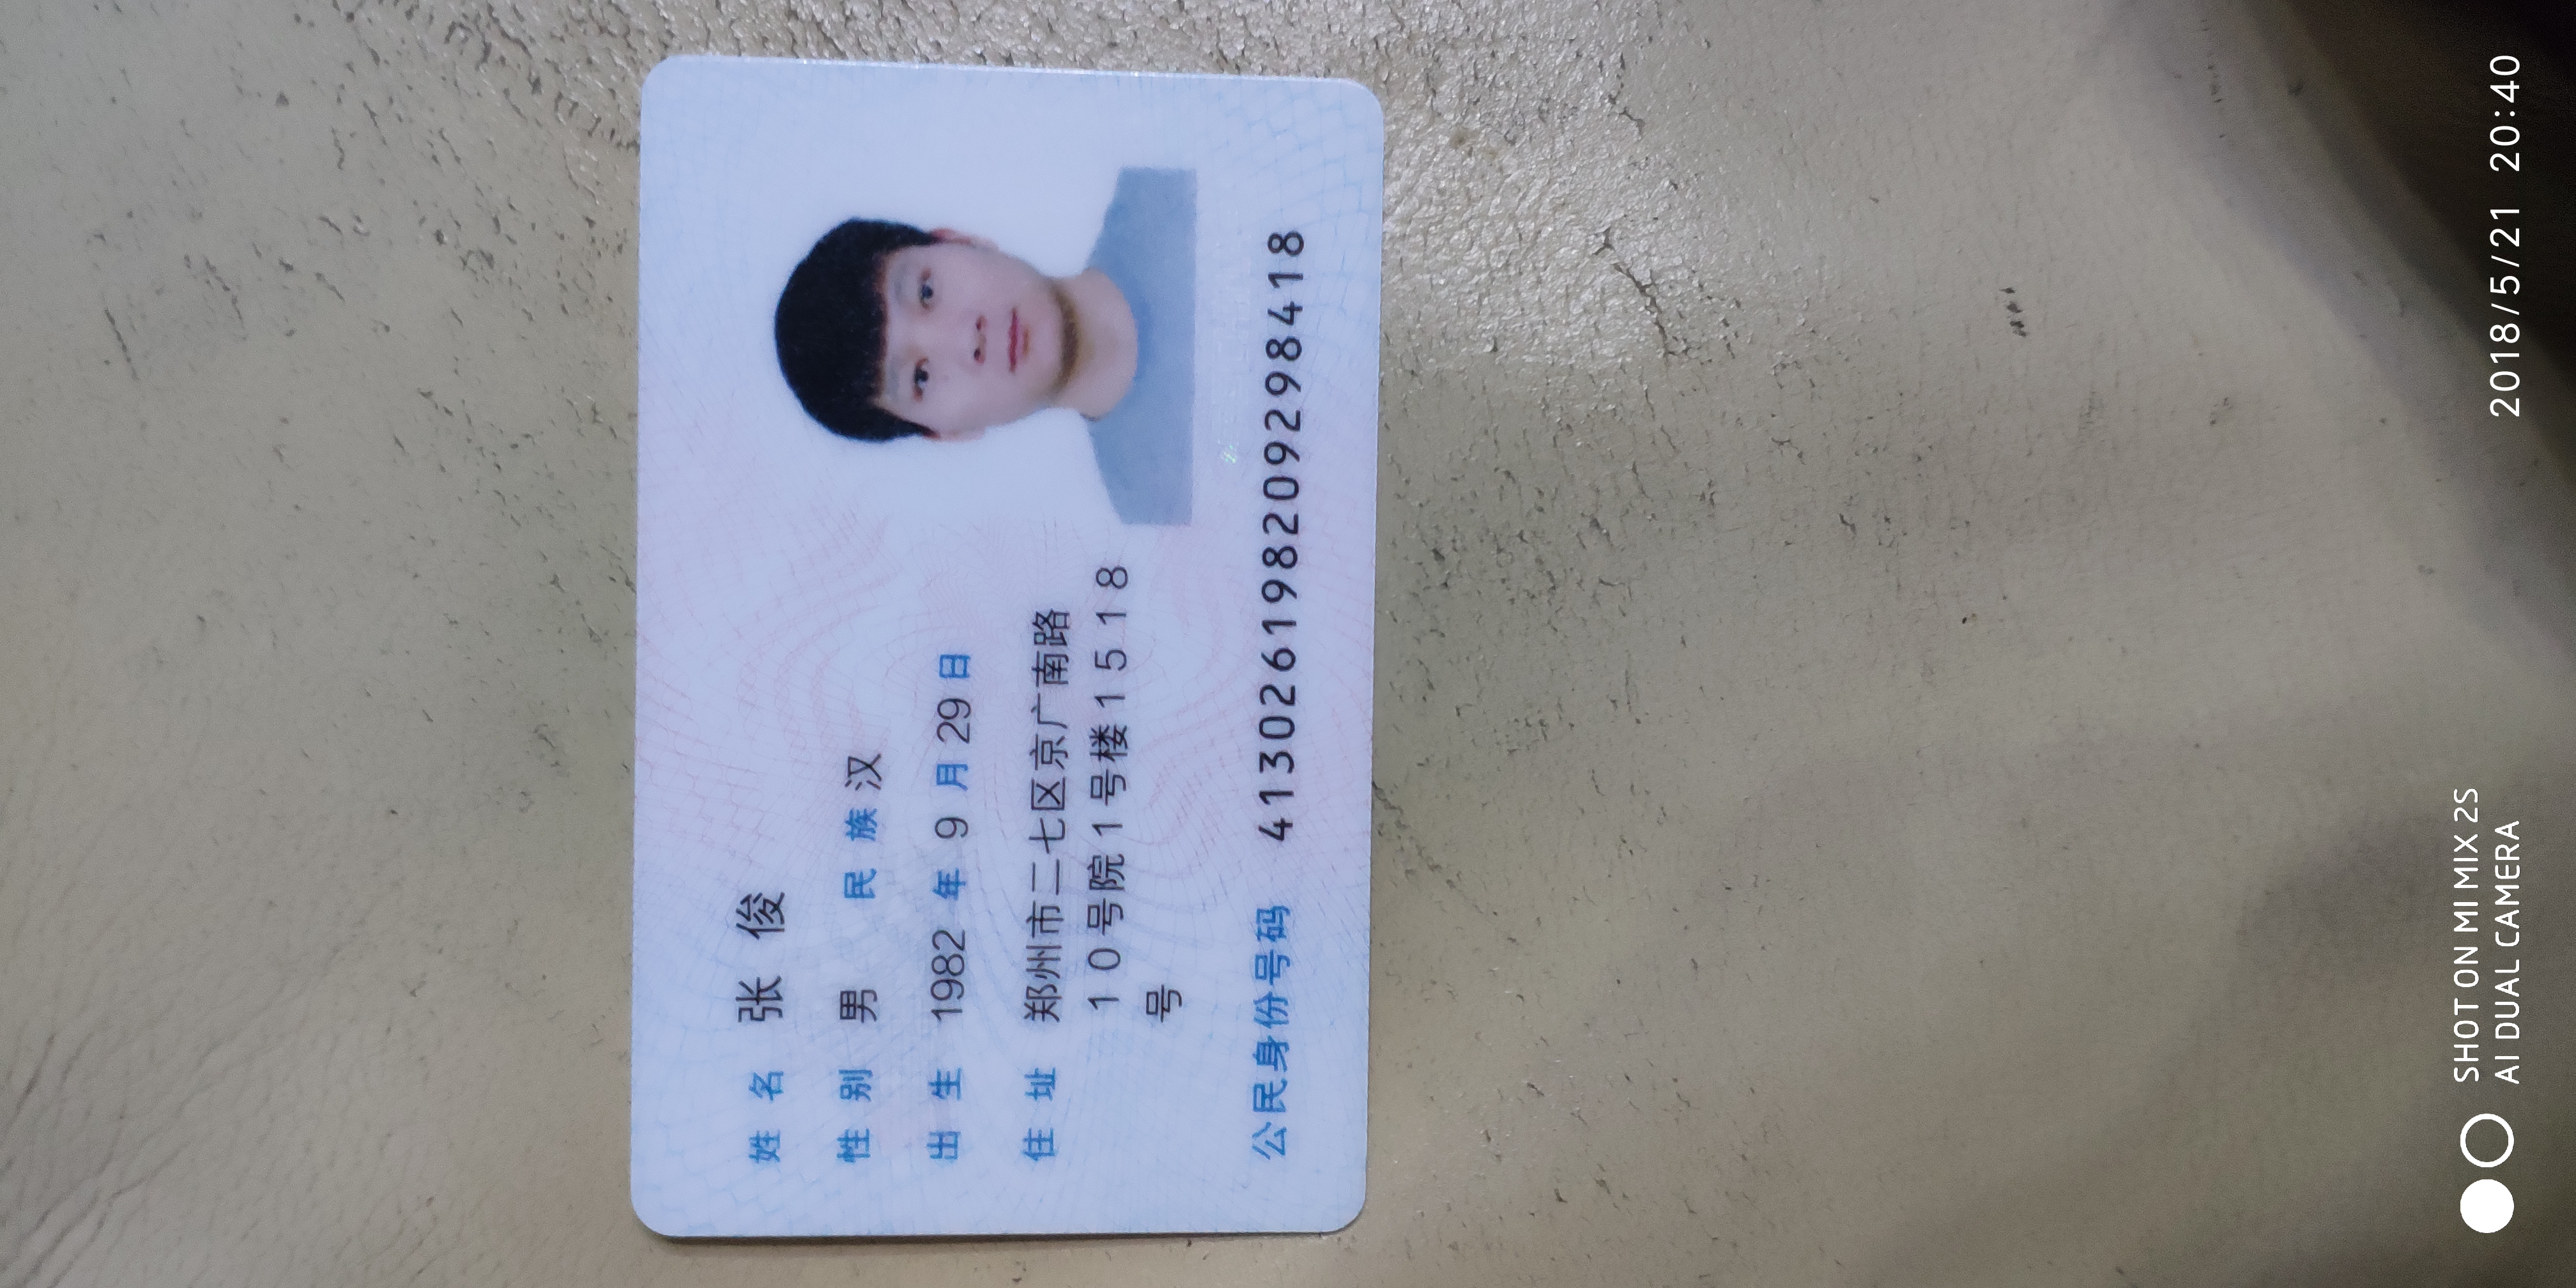 姓名 张俊
性别 男 民族 汉
出生 1982 年 9 月 29 日
住址 郑州市二七区京广南路
10号院1号楼1518
号
公民身份号码 413026198209298418
SHOT ON MI MIX 2S
AI DUAL CAMERA
2018/5/21 20:40